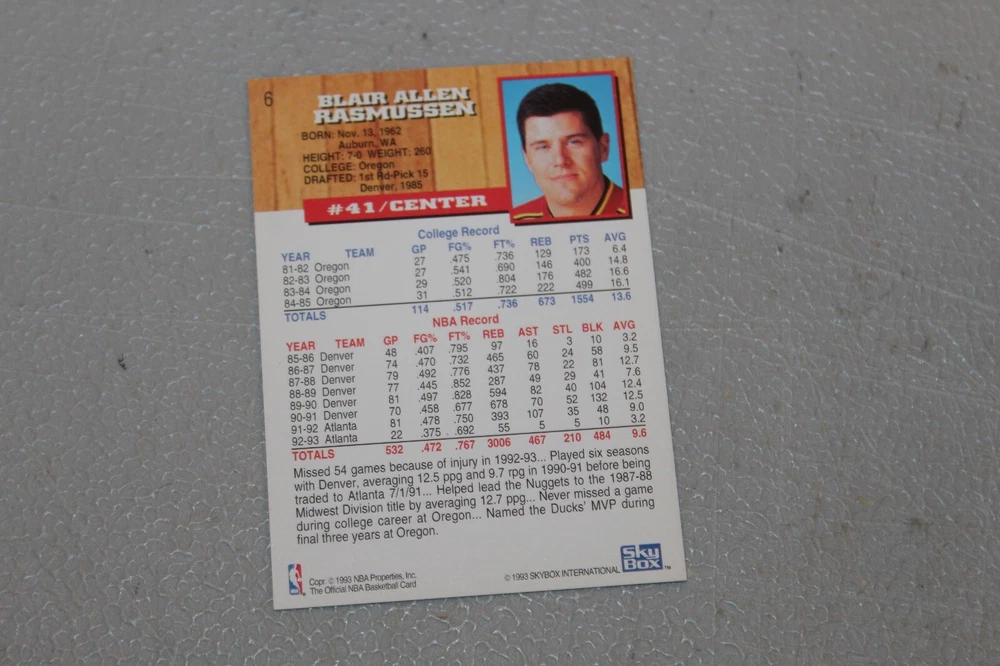 6
BLAIR ALLEN
RASMUSSEN
BORN: Nov. 13, 1962
Auburn, WA
HEIGHT: 7-0 WEIGHT: 260
COLLEGE: Oregon
DRAFTED: 1st Rd-Pick 15
Denver, 1985
#41/CENTER
College Record
YEAR TEAM GP FG% FT% REB PTS AVG
81-82 Oregon 27 .475 .736 129 173 6.4
82-83 Oregon 27 .541 .690 146 400 14.8
83-84 Oregon 29 .520 .804 176 482 16.6
84-85 Oregon 31 .512 .722 222 499 16.1
TOTALS 114 .517 .736 673 1554 13.6
NBA Record
YEAR TEAM GP FG% FT% REB AST STL BLK AVG
85-86 Denver 48 .407 .795 97 16 3 10 3.2
86-87 Denver 74 .470 .732 465 60 24 58 9.5
87-88 Denver 79 .492 .776 437 78 22 81 12.7
88-89 Denver 77 .445 .852 287 49 29 41 7.6
89-90 Denver 81 .497 .828 594 82 40 104 12.4
90-91 Denver 70 .458 .677 678 70 52 132 12.5
91-92 Atlanta 81 .478 .750 393 107 35 48 9.0
92-93 Atlanta 22 .375 .692 55 5 5 10 3.2
TOTALS 532 .472 .767 3006 467 210 484 9.6
Missed 54 games because of injury in 1992-93... Played six seasons
with Denver, averaging 12.5 ppg and 9.7 rpg in 1990-91 before being
traded to Atlanta 7/1/91... Helped lead the Nuggets to the 1987-88
Midwest Division title by averaging 12.7 ppg... Never missed a game
during college career at Oregon... Named the Ducks' MVP during
final three years at Oregon.
Copr. © 1993 NBA Properties, Inc.
The Official NBA Basketball Card
© 1993 SKYBOX INTERNATIONAL
SkyBox™